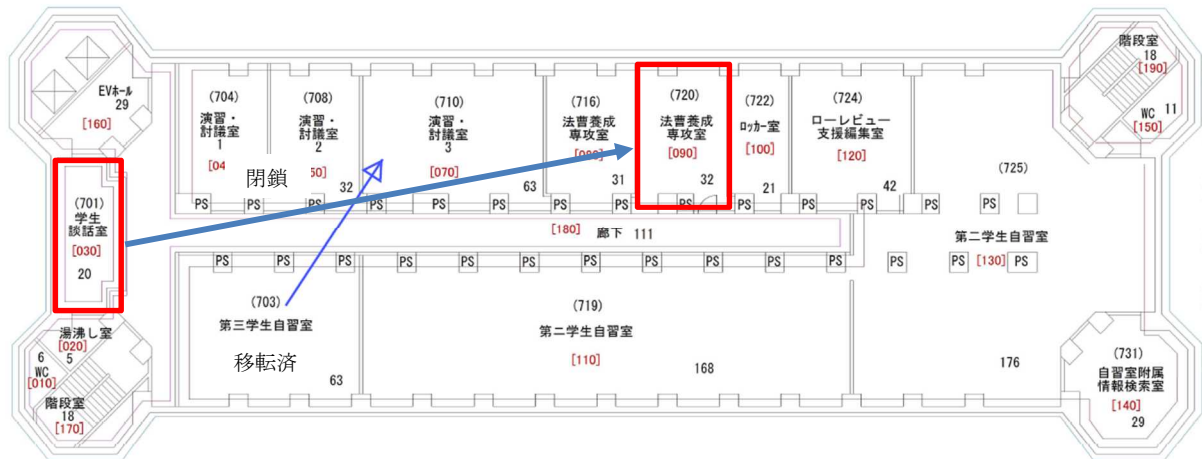 EVホール
29
[160]
(701)
学生
談話室
[030]
20
湯沸し室
[020]
5
6
WC
[010]
階段室
18
[170]
(704)
演習・
討議室
1
[04
閉鎖
(708)
演習・
討議室
2
50]
32
(710)
演習・
討議室
3
[070]
63
(716)
法曹養成
専攻室
31
(720)
法曹養成
専攻室
[090]
32
(722)
ロッカー室
[100]
21
(724)
ローレビュー
支援編集室
[120]
42
PS PS PS PS PS PS PS PS PS PS PS PS PS PS
[180] 廊下 111
PS PS PS PS PS PS PS PS PS PS PS PS PS PS
(703)
第三学生自習室
移転済
63
(719)
第二学生自習室
[110]
168
(725)
第二学生自習室
[130]
176
階段室
18
[190]
11
WC
[150]
(731)
自習室附属
情報検索室
[140]
29